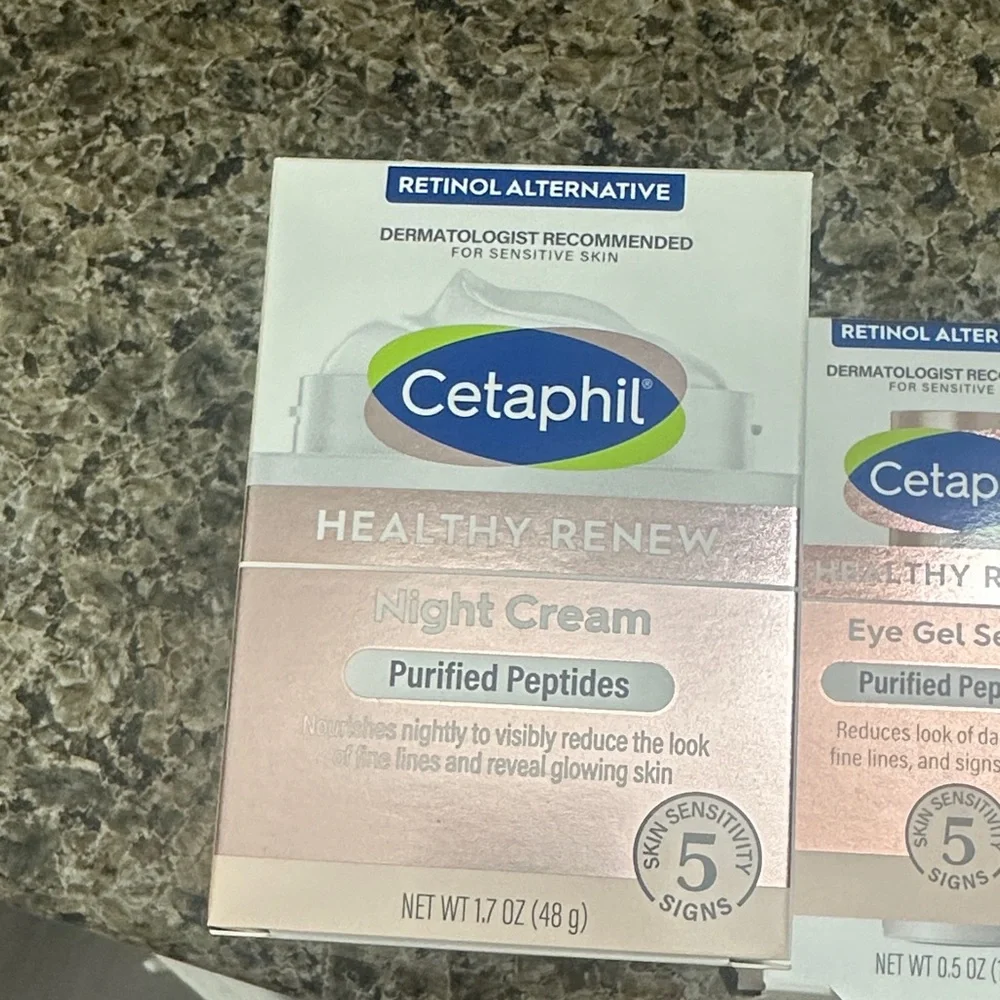 RETINOL ALTERNATIVE
DERMATOLOGIST RECOMMENDED
FOR SENSITIVE SKIN
Cetaphil®
HEALTHY RENEW
Night Cream
Purified Peptides
Nourishes nightly to visibly reduce the look
of fine lines and reveal glowing skin
SKIN SENSITIVITY
5
SIGNS
NET WT 1.7 OZ (48 g)
RETINOL ALTER
DERMATOLOGIST RECO
FOR SENSITIVE
Cetap
HEALTHY R
Eye Gel Se
Purified Pep
Reduces look of da
fine lines, and signs
SKIN SENSITIVITY
5
SIGNS
NET WT 0.5 OZ (